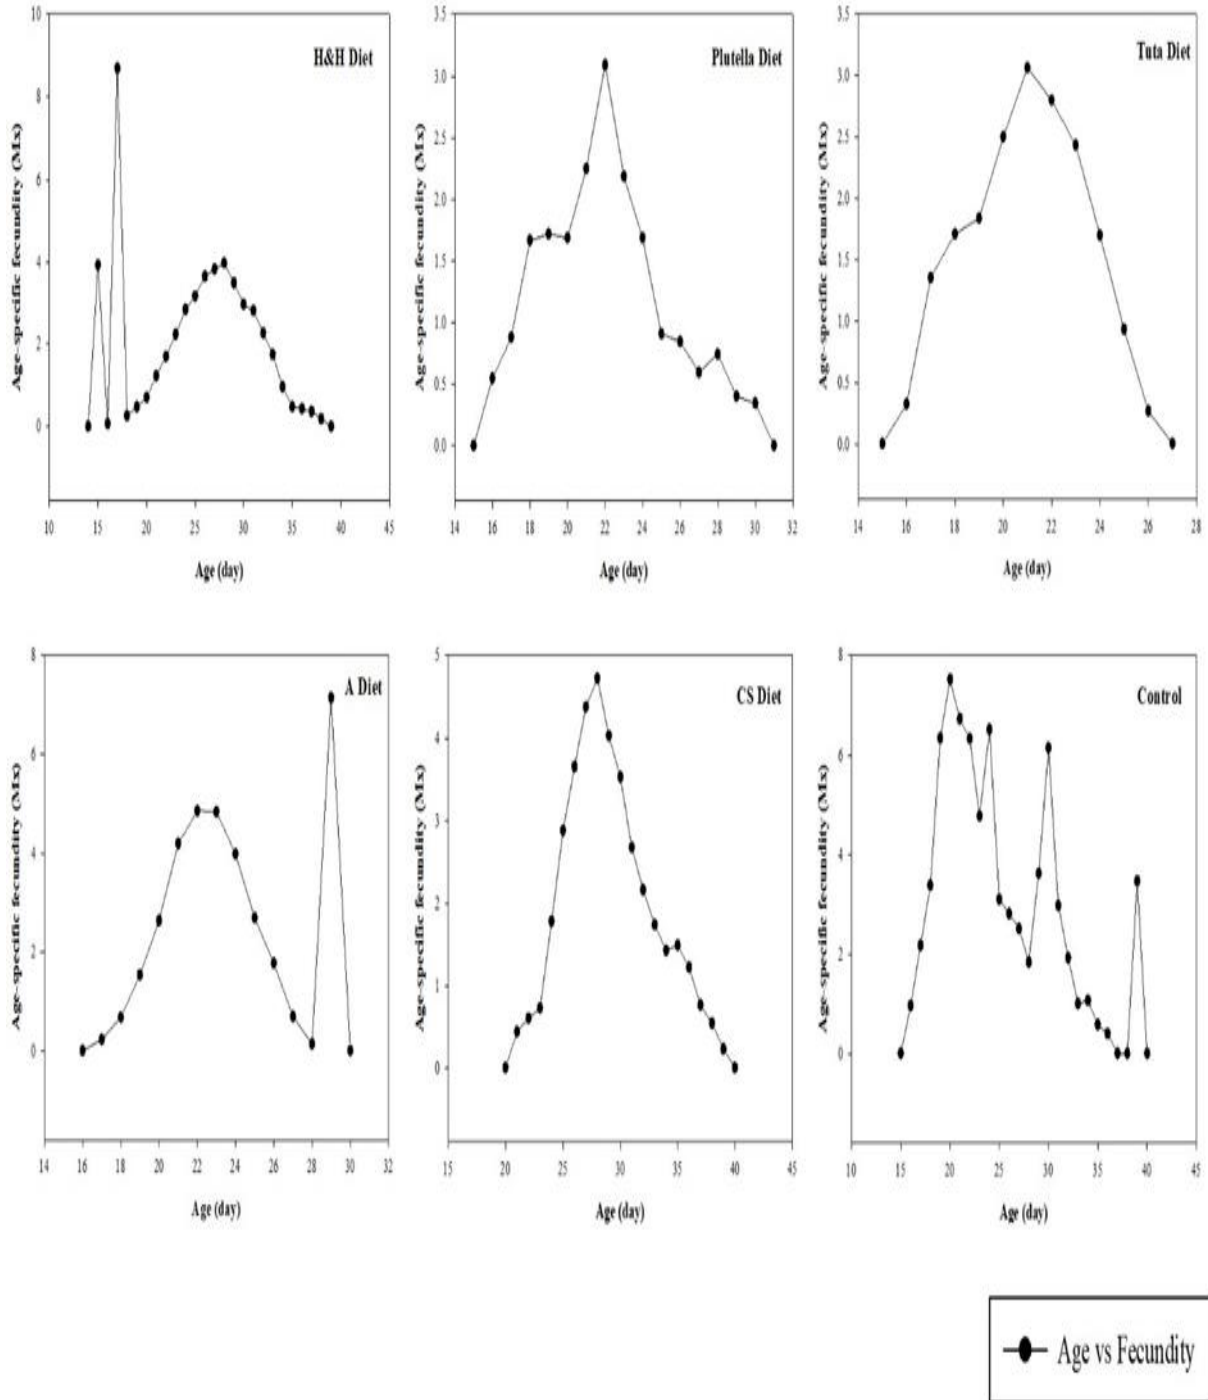 H&H Diet
Age-specific fecundity (Mx)
10
8
6
4
2
0
10 15 20 25 30 35 40 45
Age (day)
Plutella Diet
Age-specific fecundity (Mx)
3.5
3.0
2.5
2.0
1.5
1.0
0.5
0.0
14 16 18 20 22 24 26 28 30 32
Age (day)
Tuta Diet
Age-specific fecundity (Mx)
3.5
3.0
2.5
2.0
1.5
1.0
0.5
0.0
14 16 18 20 22 24 26 28
Age (day)
A Diet
Age-specific fecundity (Mx)
8
6
4
2
0
14 16 18 20 22 24 26 28 30 32
Age (day)
CS Diet
Age-specific fecundity (Mx)
5
4
3
2
1
0
15 20 25 30 35 40 45
Age (day)
Control
Age-specific fecundity (Mx)
8
6
4
2
0
10 15 20 25 30 35 40 45
Age (day)
Age vs Fecundity